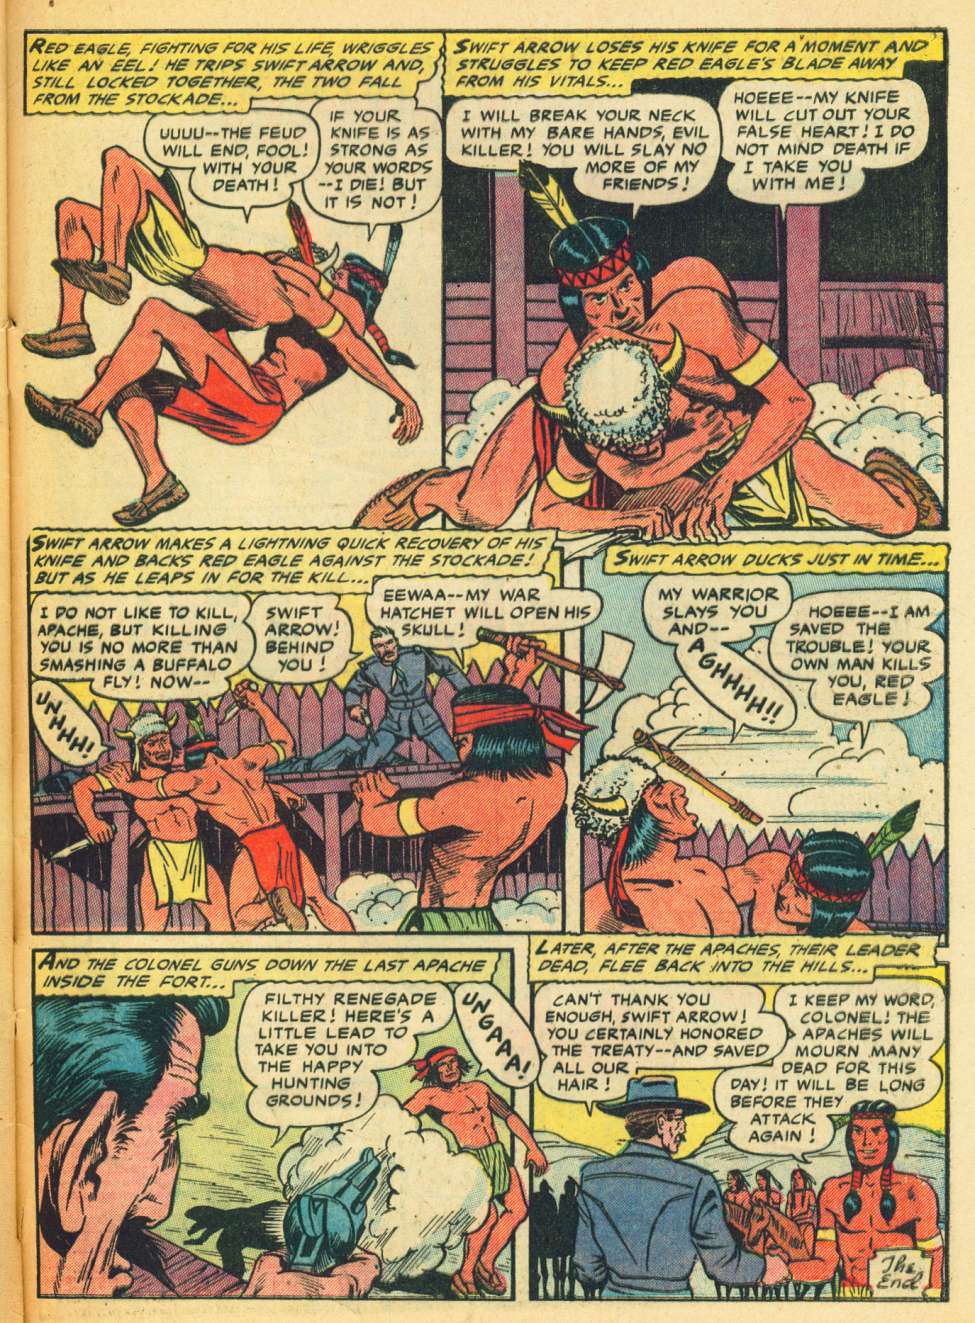 RED EAGLE, FIGHTING FOR HIS LIFE, WRIGGLES
LIKE AN EEL! HE TRIPS SWIFT ARROW AND,
STILL LOCKED TOGETHER, THE TWO FALL
FROM THE STOCKADE...
UUUU--THE FEUD
WILL END, FOOL!
WITH YOUR
DEATH!
IF YOUR
KNIFE IS AS
STRONG AS
YOUR WORDS
--I DIE! BUT
IT IS NOT!
SWIFT ARROW LOSES HIS KNIFE FOR A MOMENT AND
STRUGGLES TO KEEP RED EAGLE'S BLADE AWAY
FROM HIS VITALS...
I WILL BREAK YOUR NECK
WITH MY BARE HANDS, EVIL
KILLER! YOU WILL SLAY NO
MORE OF MY
FRIENDS!
HOEEE--MY KNIFE
WILL CUT OUT YOUR
FALSE HEART! I DO
NOT MIND DEATH IF
I TAKE YOU
WITH ME!
SWIFT ARROW MAKES A LIGHTNING QUICK RECOVERY OF HIS
KNIFE AND BACKS RED EAGLE AGAINST THE STOCKADE!
BUT AS HE LEAPS IN FOR THE KILL...
I DO NOT LIKE TO KILL,
APACHE, BUT KILLING
YOU IS NO MORE THAN
SMASHING A BUFFALO
FLY! NOW--
UNHHH!
SWIFT
ARROW!
BEHIND
YOU!
EEWAA--MY WAR
HATCHET WILL OPEN HIS
SKULL!
SWIFT ARROW DUCKS JUST IN TIME...
MY WARRIOR
SLAYS YOU
AND--
AGHHHH!!
HOEEE--I AM
SAVED THE
TROUBLE! YOUR
OWN MAN KILLS
YOU, RED
EAGLE!
AND THE COLONEL GUNS DOWN THE LAST APACHE
INSIDE THE FORT...
FILTHY RENEGADE
KILLER! HERE'S A
LITTLE LEAD TO
TAKE YOU INTO
THE HAPPY
HUNTING
GROUNDS!
UNGAAA!
LATER, AFTER THE APACHES, THEIR LEADER
DEAD, FLEE BACK INTO THE HILLS...
CAN'T THANK YOU
ENOUGH, SWIFT ARROW!
YOU CERTAINLY HONORED
THE TREATY--AND SAVED
ALL OUR
HAIR!
I KEEP MY WORD,
COLONEL! THE
APACHES WILL
MOURN MANY
DEAD FOR THIS
DAY! IT WILL BE LONG
BEFORE THEY
ATTACK
AGAIN!
The
End